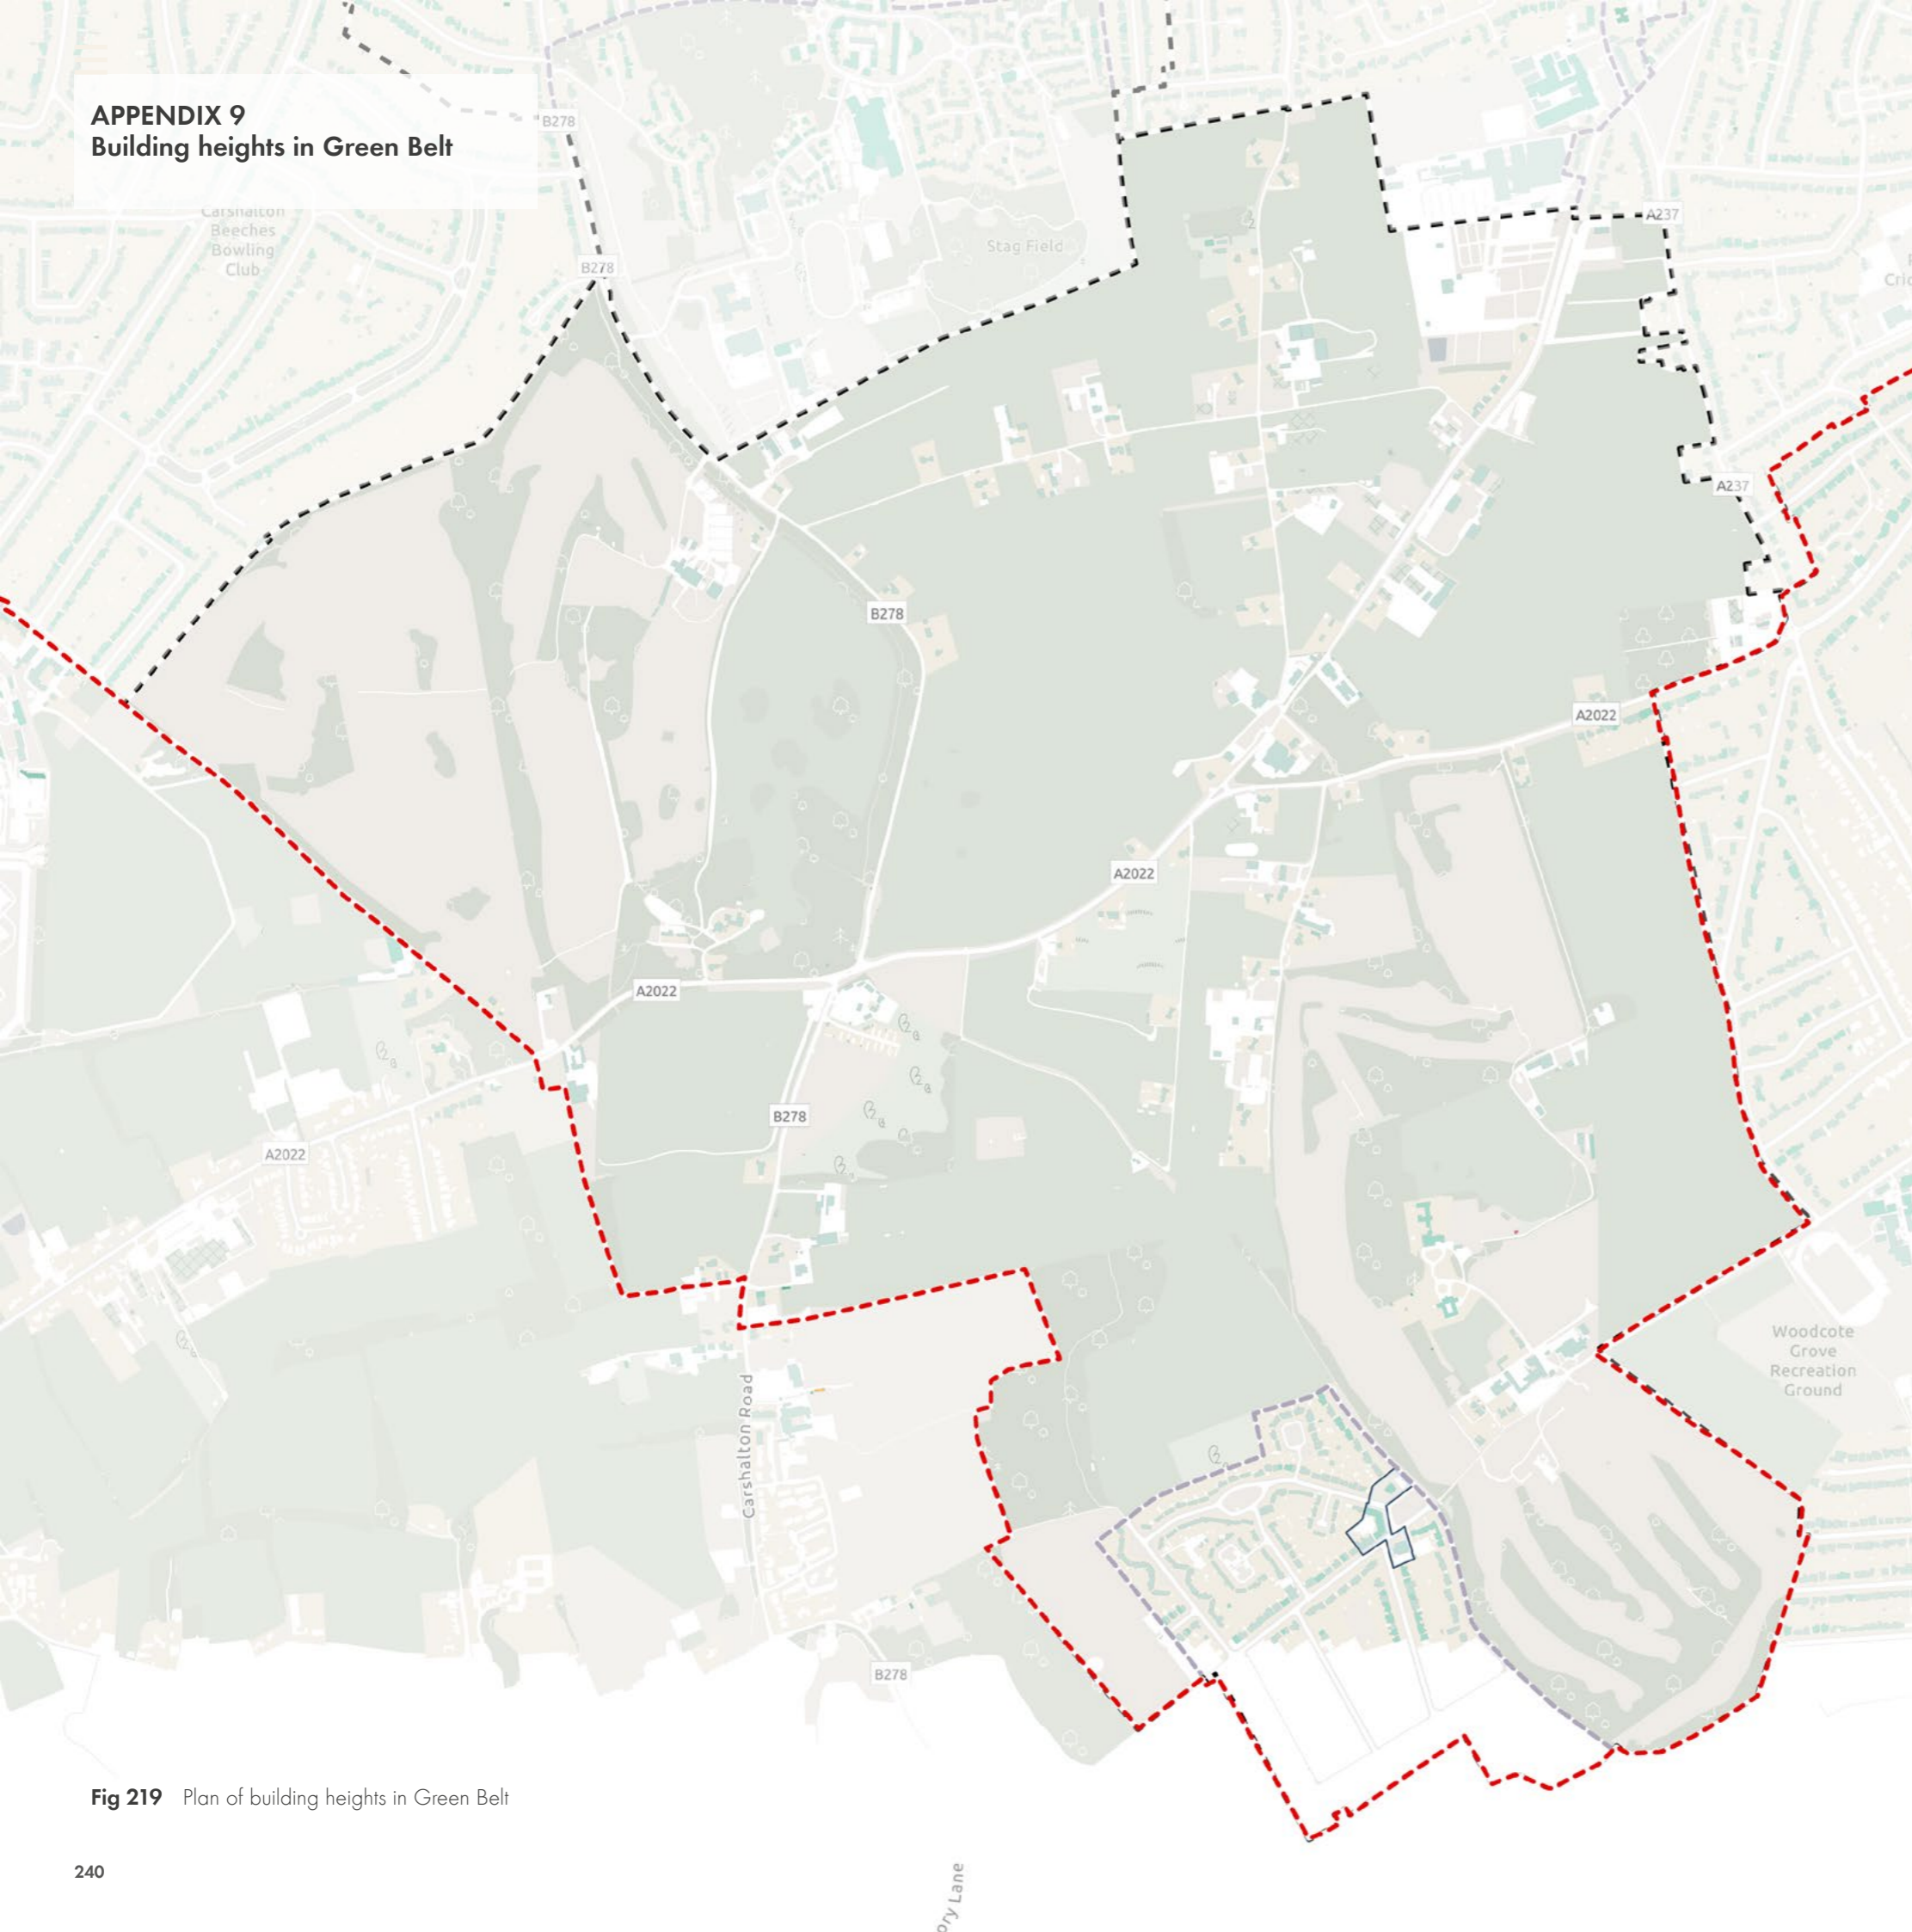 APPENDIX 9
Building heights in Green Belt
B278
Carshalton
Beeches
Bowling
Club
B278
Stag Field
A237
A237
B278
A2022
A2022
A2022
B278
A2022
Woodcote
Grove
Recreation
Ground
Carshalton Road
B278
Fig 219 Plan of building heights in Green Belt
240